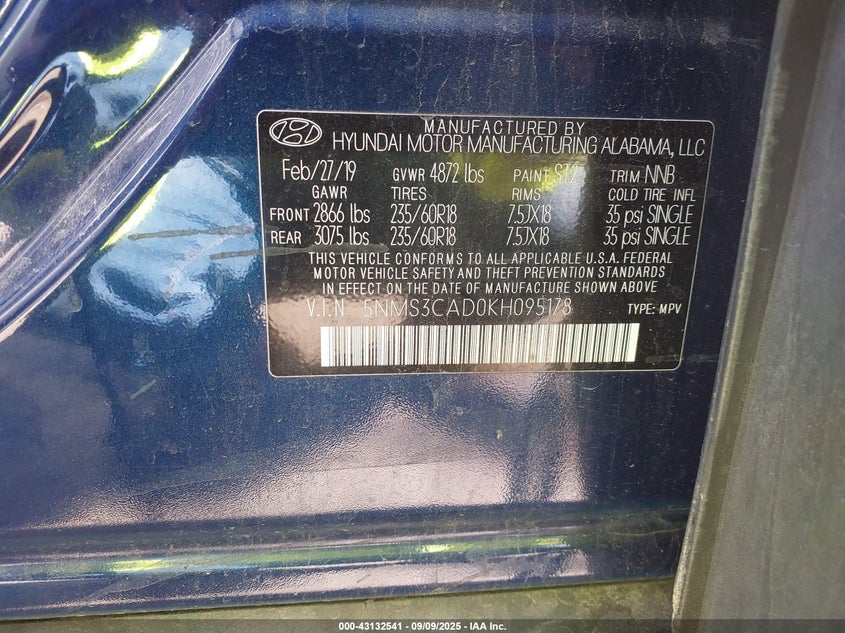 MANUFACTURED BY
HYUNDAI MOTOR MANUFACTURING ALABAMA, LLC
Feb/27/19 GVWR 4872 lbs PAINT ST2 TRIM NNB
GAWR TIRES RIMS COLD TIRE INFL
FRONT 2866 lbs 235/60R18 7.5JX18 35 psi SINGLE
REAR 3075 lbs 235/60R18 7.5JX18 35 psi SINGLE
THIS VEHICLE CONFORMS TO ALL APPLICABLE U.S.A. FEDERAL
MOTOR VEHICLE SAFETY AND THEFT PREVENTION STANDARDS
IN EFFECT ON THE DATE OF MANUFACTURE SHOWN ABOVE.
V.I.N 5NMS3CAD0KH095178 TYPE: MPV
000-43132541 - 09/09/2025 - IAA Inc.